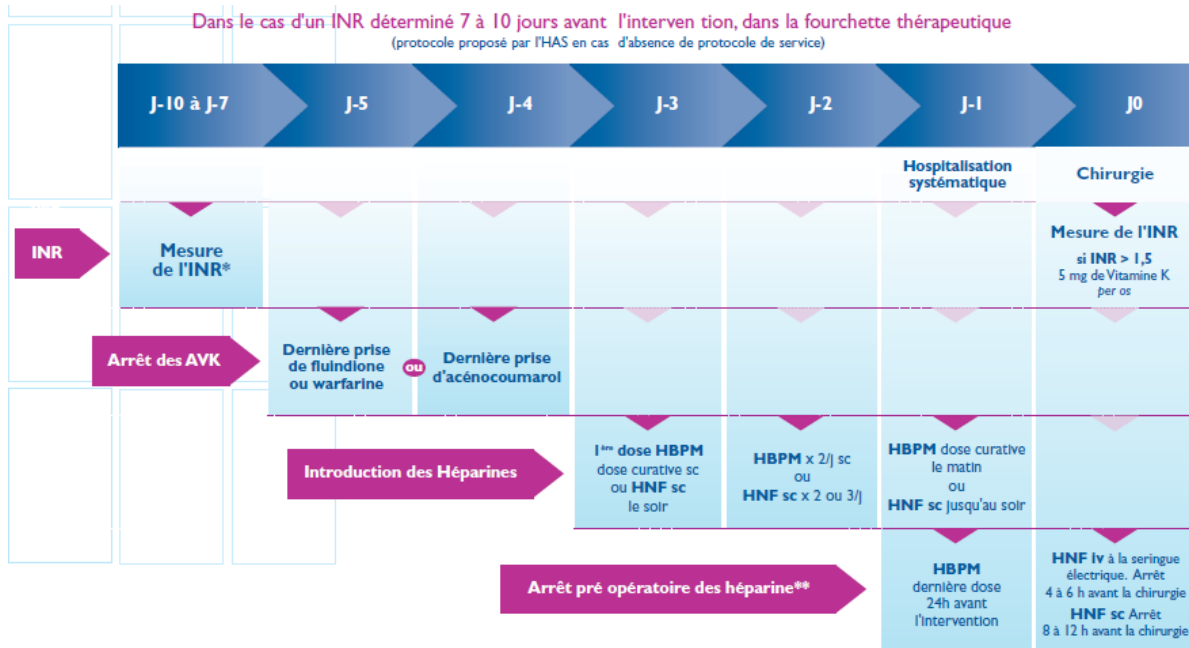 Dans le cas d'un INR déterminé 7 à 10 jours avant l'interven tion, dans la fourchette thérapeutique
(protocole proposé par l'HAS en cas d'absence de protocole de service)
J-10 à J-7
J-5
J-4
J-3
J-2
J-1
J0
Hospitalisation
systématique
Chirurgie
INR
Mesure
de l'INR*
Mesure de l'INR
si INR > 1,5
5 mg de Vitamine K
per os
Arrêt des AVK
Dernière prise
de fluindione
ou warfarine
ou
Dernière prise
d'acénocoumarol
Introduction des Héparines
1ère dose HBPM
dose curative sc
ou HNF sc
le soir
HBPM x 2/j sc
ou
HNF sc x 2 ou 3/j
HBPM dose curative
le matin
ou
HNF sc jusqu'au soir
Arrêt pré opératoire des héparine**
HBPM
dernière dose
24h avant
l'intervention
HNF iv à la seringue
électrique. Arrêt
4 à 6 h avant la chirurgie
HNF sc Arrêt
8 à 12 h avant la chirurgie